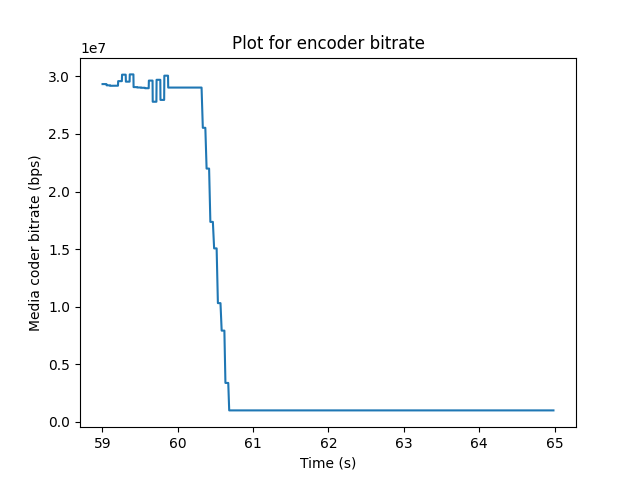 Plot for encoder bitrate
1e7
3.0
2.5
2.0
1.5
1.0
0.5
0.0
Media coder bitrate (bps)
59 60 61 62 63 64 65
Time (s)